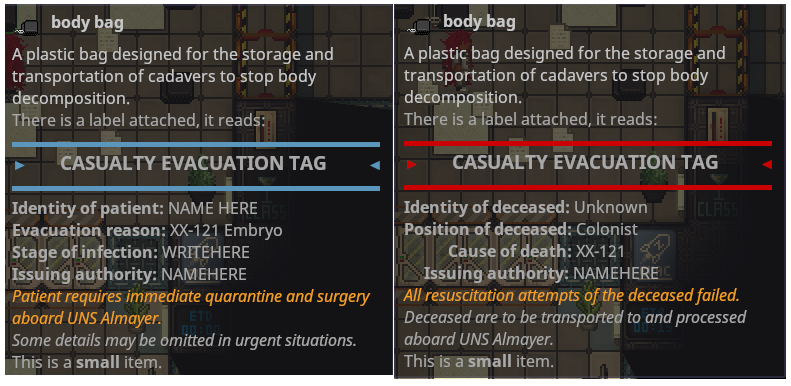 body bag
A plastic bag designed for the storage and
transportation of cadavers to stop body
decomposition.
There is a label attached, it reads:
CASUALTY EVACUATION TAG
Identity of patient: NAME HERE
Evacuation reason: XX-121 Embryo
Stage of infection: WRITEHERE
Issuing authority: NAMEHERE
Patient requires immediate quarantine and surgery
aboard UNS Almayer.
Some details may be omitted in urgent situations.
This is a small item.
body bag
A plastic bag designed for the storage and
transportation of cadavers to stop body
decomposition.
There is a label attached, it reads:
CASUALTY EVACUATION TAG
Identity of deceased: Unknown
Position of deceased: Colonist
Cause of death: XX-121
Issuing authority: NAMEHERE
All resuscitation attempts of the deceased failed.
Deceased are to be transported to and processed
aboard UNS Almayer.
This is a small item.